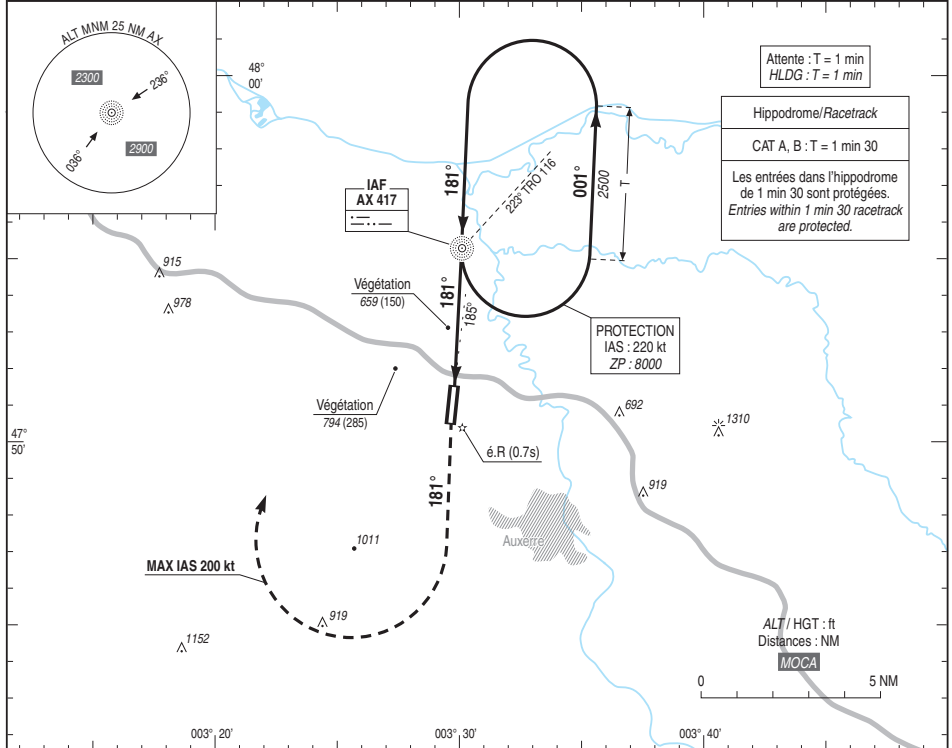 ALT MNM 25 NM AX
2300
236°
036°
2900
48°
00'
Attente : T = 1 min
HLDG : T = 1 min
Hippodrome/Racetrack
CAT A, B : T = 1 min 30
Les entrées dans l'hippodrome
de 1 min 30 sont protégées.
Entries within 1 min 30 racetrack
are protected.
181°
223° TRO 116
001°
2500
T
IAF
AX 417
915
978
Végétation
659 (150)
181°
185°
PROTECTION
IAS : 220 kt
ZP : 8000
Végétation
794 (285)
692
1310
47°
50'
é.R (0.7s)
919
181°
Auxerre
1011
MAX IAS 200 kt
919
1152
ALT / HGT : ft
Distances : NM
MOCA
0
5 NM
003° 20'
003° 30'
003° 40'